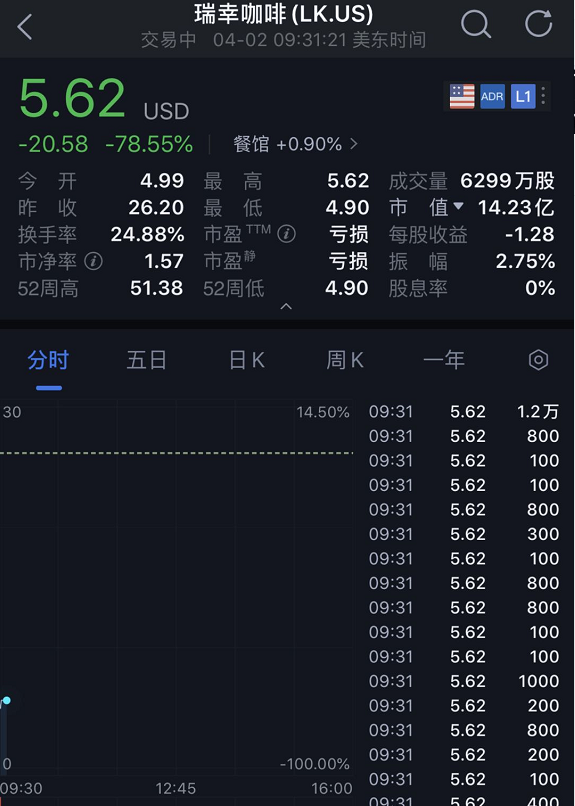 瑞幸咖啡(LK.US)
交易中 04-02 09:31:21 美东时间
5.62 USD
ADR L1
-20.58 -78.55% 餐馆 +0.90%
今 开 4.99 最 高 5.62 成交量 6299万股
昨 收 26.20 最 低 4.90 市 值 14.23亿
换手率 24.88% 市盈TTM 亏损 每股收益 -1.28
市净率 1.57 市盈静 亏损 振 幅 2.75%
52周高 51.38 52周低 4.90 股息率 0%
分时 五日 日K 周K 一年
30 14.50%
09:31 5.62 1.2万
09:31 5.62 800
09:31 5.62 100
09:31 5.62 100
09:31 5.62 800
09:31 5.62 300
09:31 5.62 100
09:31 5.62 800
09:31 5.62 800
09:31 5.62 100
09:31 5.62 100
09:31 5.62 1000
09:31 5.62 200
09:31 5.62 800
09:31 5.62 200
0 -100.00%
09:31 5.62 100
09:30 12:45 16:00
09:31 5.62 400